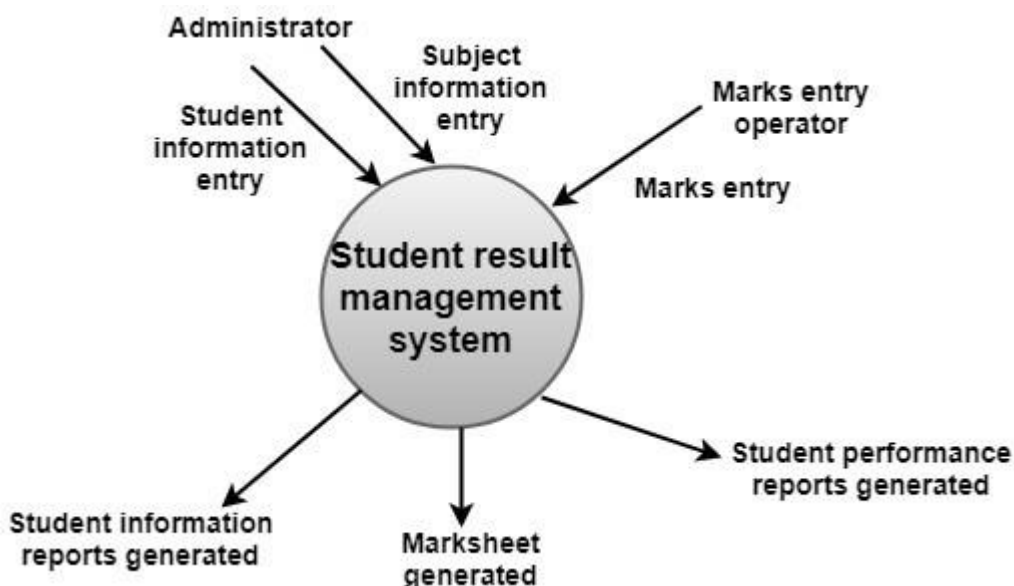 Administrator
Subject
information
entry
Student
information
entry
Marks entry
operator
Marks entry
Student result
management
system
Student performance
reports generated
Student information
reports generated
Marksheet
generated